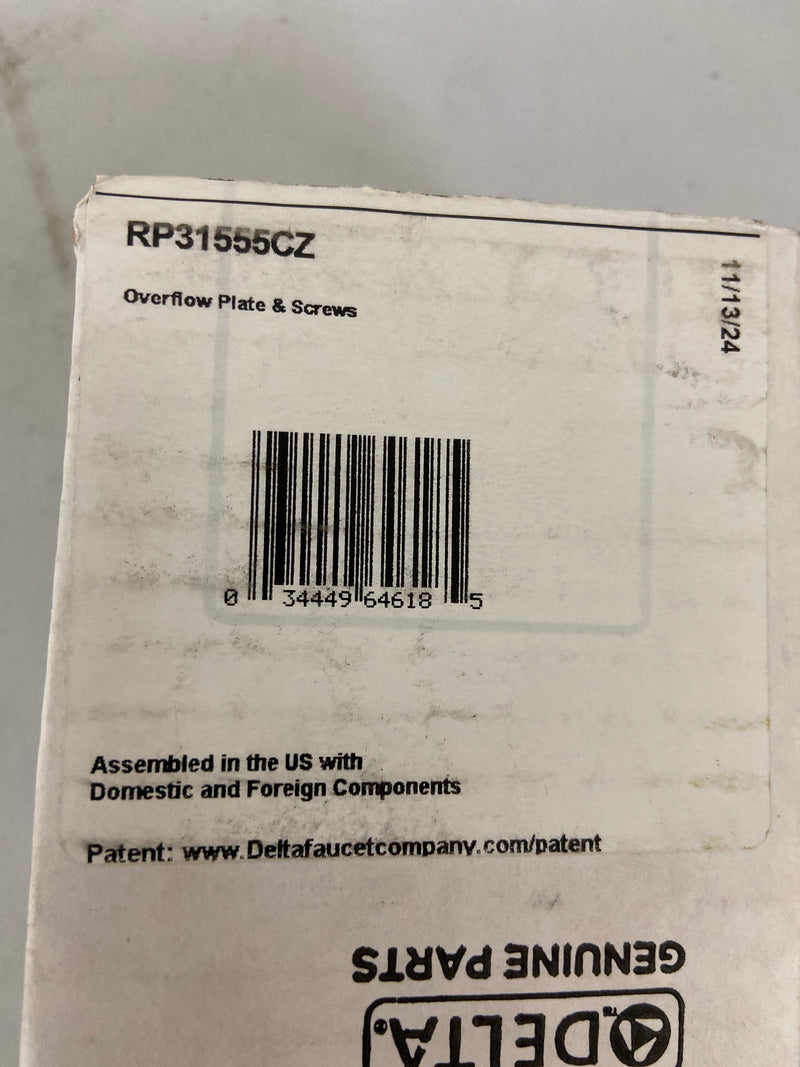 RP31555CZ
11/13/24
Overflow Plate & Screws
0 34449 64618 5
Assembled in the US with
Domestic and Foreign Components
Patent: www.Deltafaucetcompany.com/patent
GENUINE PARTS
DELTA®